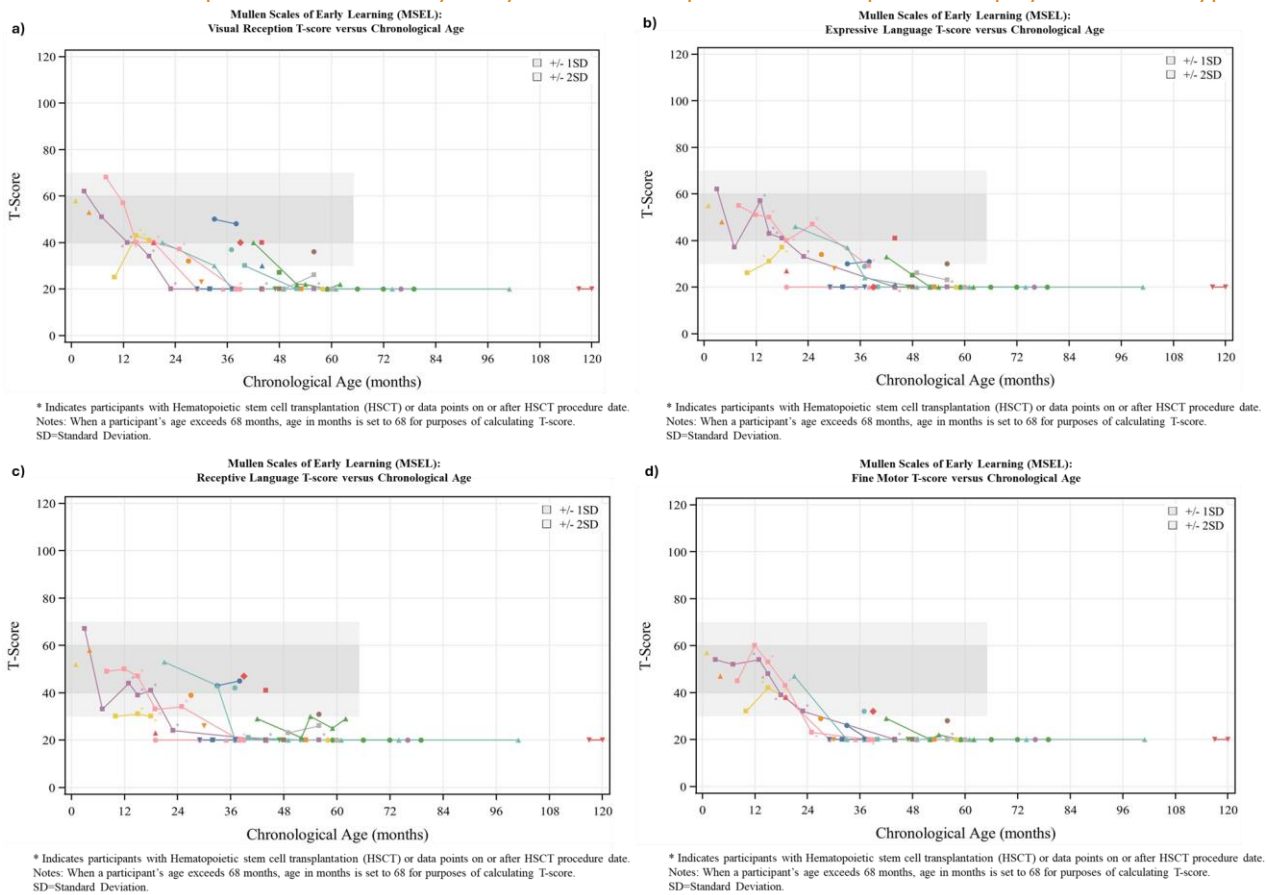 a)
Mullen Scales of Early Learning (MSEL):
Visual Reception T-score versus Chronological Age
+/- 1SD
+/- 2SD
120
100
80
60
40
20
0
T-Score
0 12 24 36 48 60 72 84 96 108 120
Chronological Age (months)
* Indicates participants with Hematopoietic stem cell transplantation (HSCT) or data points on or after HSCT procedure date.
Notes: When a participant's age exceeds 68 months, age in months is set to 68 for purposes of calculating T-score.
SD=Standard Deviation.
b)
Mullen Scales of Early Learning (MSEL):
Expressive Language T-score versus Chronological Age
+/- 1SD
+/- 2SD
120
100
80
60
40
20
0
T-Score
0 12 24 36 48 60 72 84 96 108 120
Chronological Age (months)
* Indicates participants with Hematopoietic stem cell transplantation (HSCT) or data points on or after HSCT procedure date.
Notes: When a participant's age exceeds 68 months, age in months is set to 68 for purposes of calculating T-score.
SD=Standard Deviation.
c)
Mullen Scales of Early Learning (MSEL):
Receptive Language T-score versus Chronological Age
+/- 1SD
+/- 2SD
120
100
80
60
40
20
0
T-Score
0 12 24 36 48 60 72 84 96 108 120
Chronological Age (months)
* Indicates participants with Hematopoietic stem cell transplantation (HSCT) or data points on or after HSCT procedure date.
Notes: When a participant's age exceeds 68 months, age in months is set to 68 for purposes of calculating T-score.
SD=Standard Deviation.
d)
Mullen Scales of Early Learning (MSEL):
Fine Motor T-score versus Chronological Age
+/- 1SD
+/- 2SD
120
100
80
60
40
20
0
T-Score
0 12 24 36 48 60 72 84 96 108 120
Chronological Age (months)
* Indicates participants with Hematopoietic stem cell transplantation (HSCT) or data points on or after HSCT procedure date.
Notes: When a participant's age exceeds 68 months, age in months is set to 68 for purposes of calculating T-score.
SD=Standard Deviation.